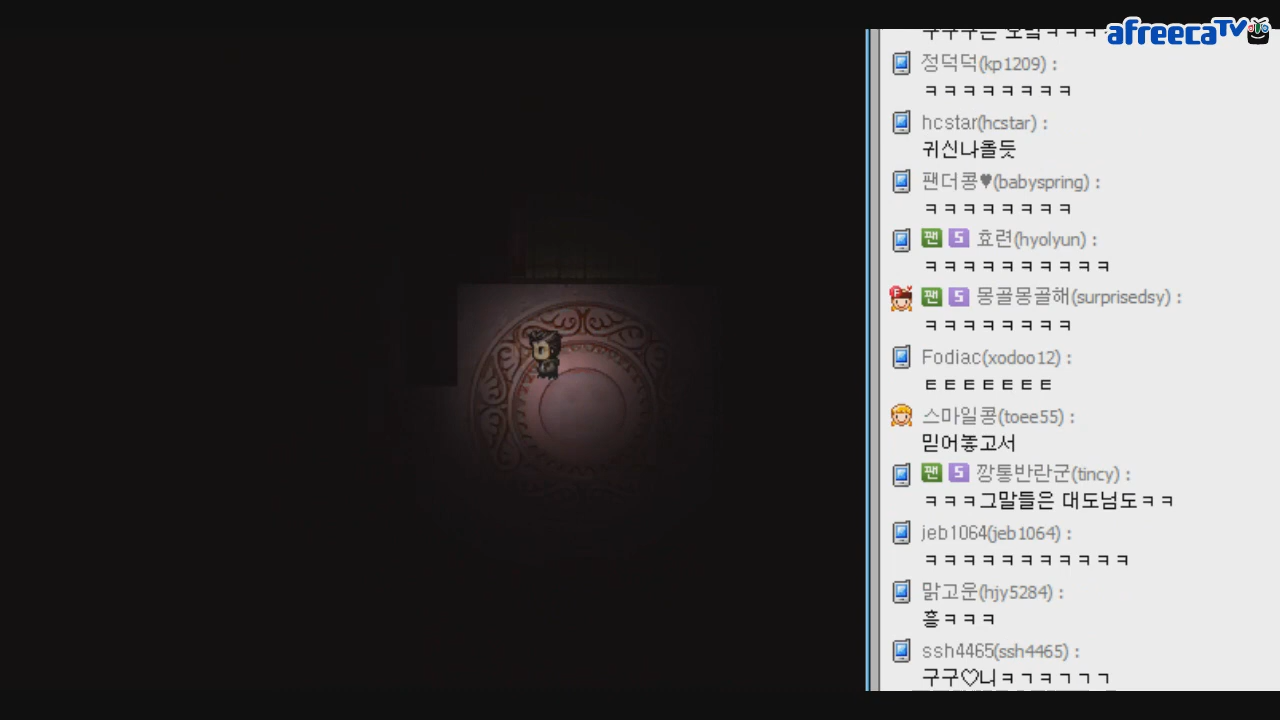 afreecaTV
정덕덕(kp1209) :
ㅋㅋㅋㅋㅋㅋㅋㅋ
hcstar(hcstar) :
귀신나올듯
팬더콩♥(babyspring) :
ㅋㅋㅋㅋㅋㅋㅋㅋ
팬 S 효련(hyolyun) :
ㅋㅋㅋㅋㅋㅋㅋㅋㅋㅋ
F 팬 S 몽골몽골해(surprisedsy) :
ㅋㅋㅋㅋㅋㅋㅋㅋ
Fodiac(xodoo12) :
ㅌㅌㅌㅌㅌㅌㅌ
스마일콩(toee55) :
믿어놓고서
팬 S 깡통반란군(tincy) :
ㅋㅋㅋ그말들은 대도님도ㅋㅋ
jeb1064(jeb1064) :
ㅋㅋㅋㅋㅋㅋㅋㅋㅋㅋㅋ
맑고운(hjy5284) :
흥ㅋㅋㅋ
ssh4465(ssh4465) :
구구♡니ㅋㄱㅋㄱㄱㄱ